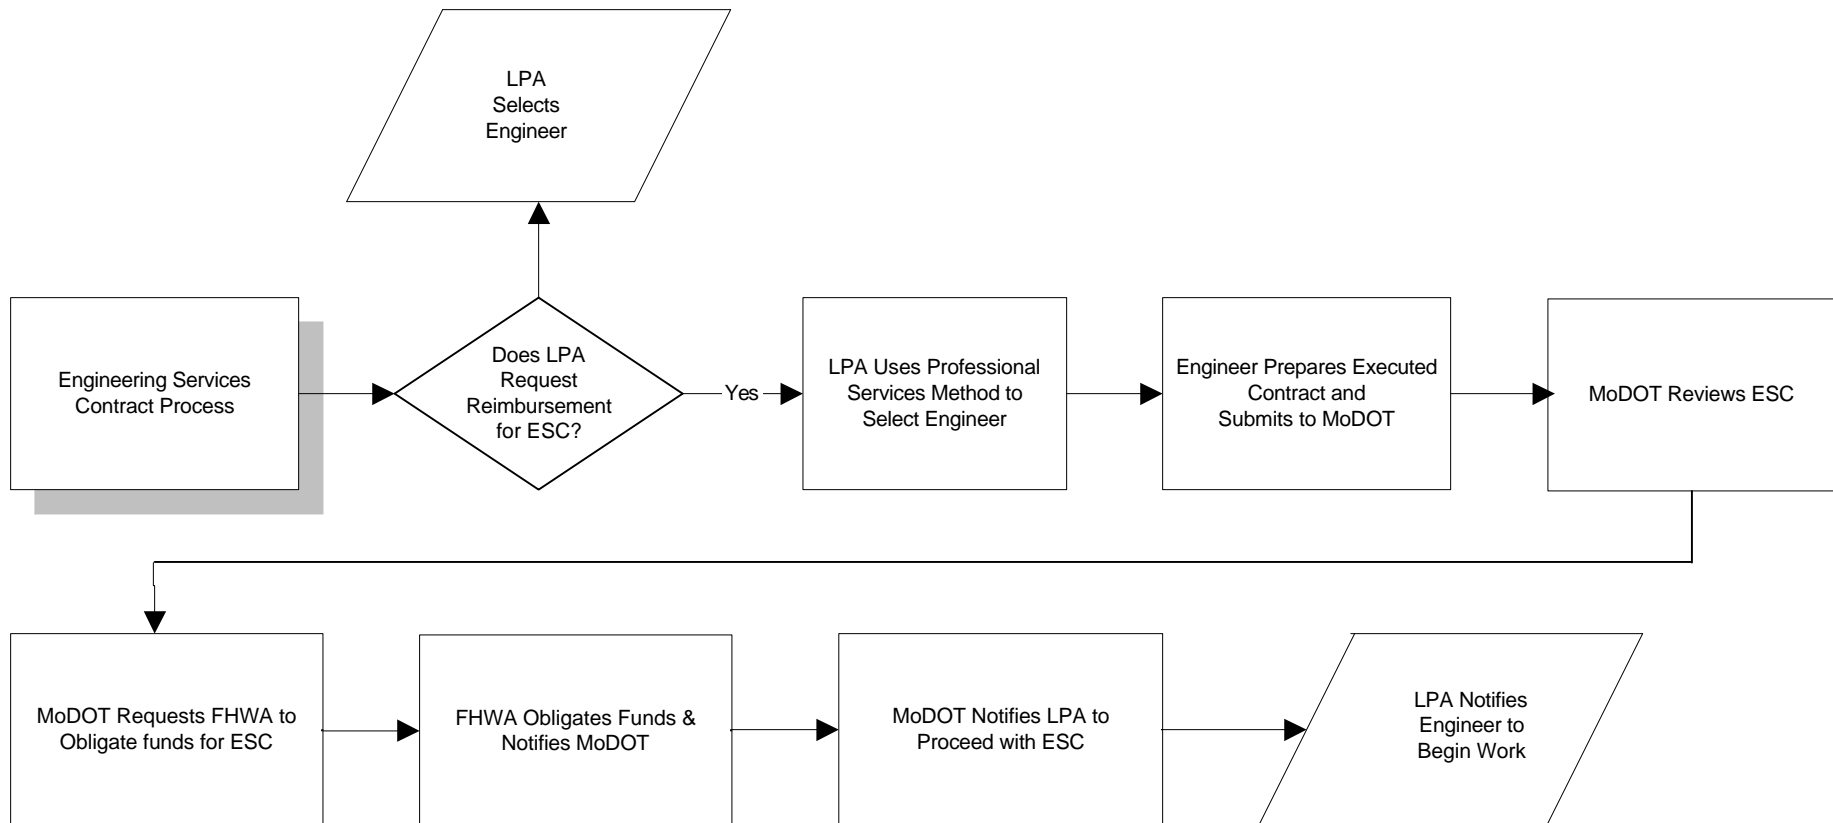 LPA
Selects
Engineer
Engineering Services
Contract Process
Does LPA
Request
Reimbursement
for ESC?
Yes
LPA Uses Professional
Services Method to
Select Engineer
Engineer Prepares Executed
Contract and
Submits to MoDOT
MoDOT Reviews ESC
MoDOT Requests FHWA to
Obligate funds for ESC
FHWA Obligates Funds &
Notifies MoDOT
MoDOT Notifies LPA to
Proceed with ESC
LPA Notifies
Engineer to
Begin Work